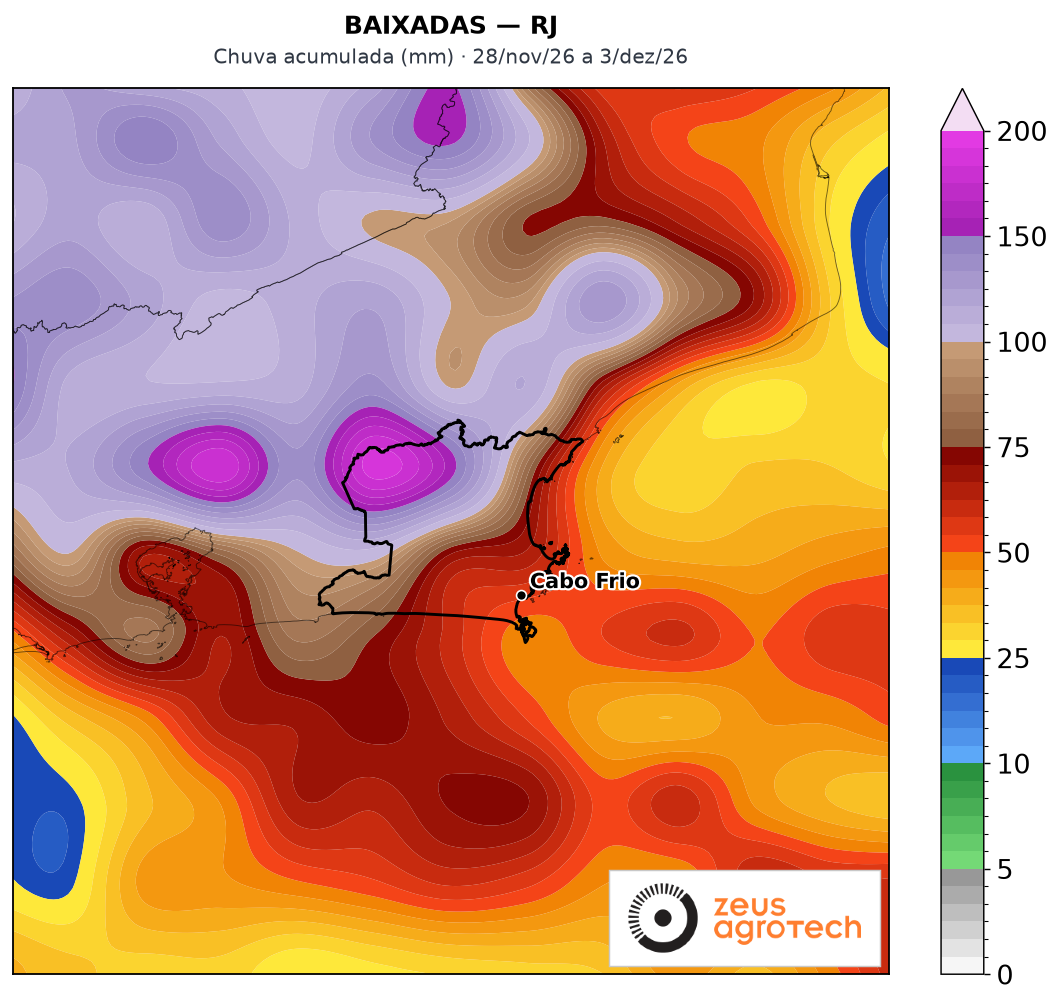 BAIXADAS — RJ
Chuva acumulada (mm) · 28/nov/26 a 3/dez/26
200
150
100
75
50
25
10
5
0
Cabo Frio
zeus
agrotech